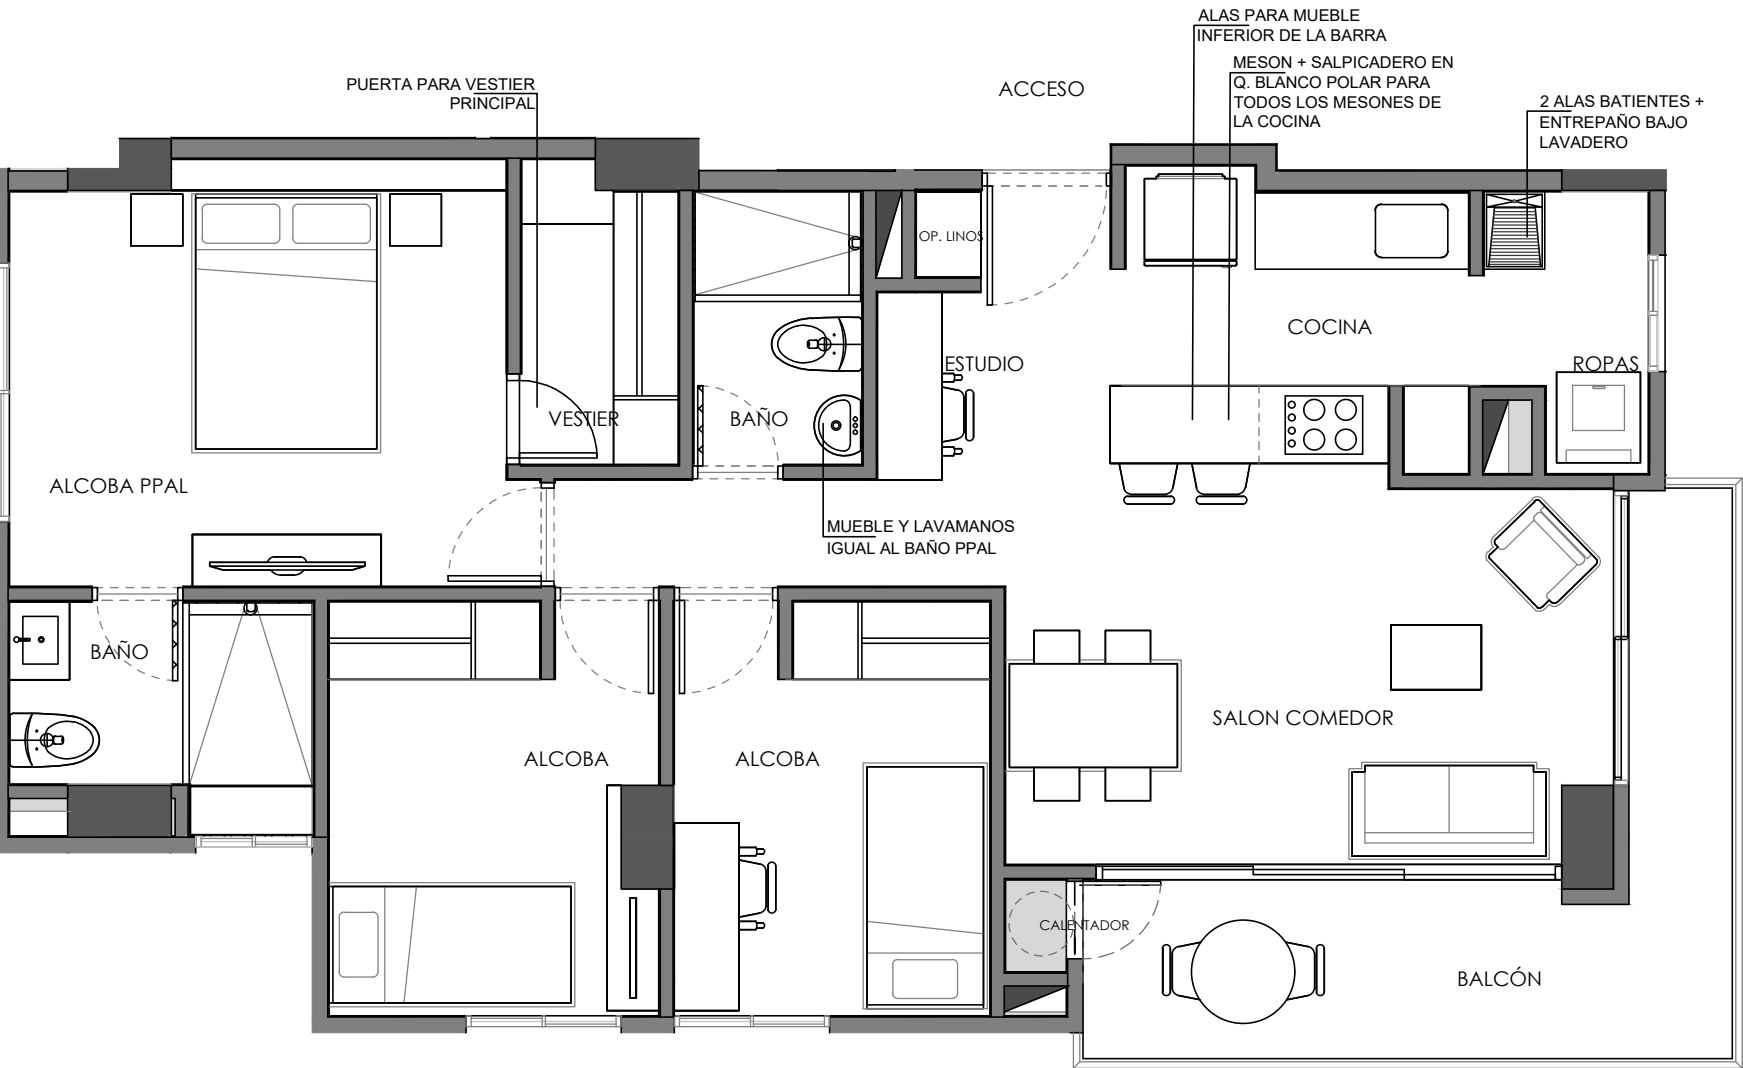 ALAS PARA MUEBLE
INFERIOR DE LA BARRA
MESON + SALPICADERO EN
Q. BLANCO POLAR PARA
TODOS LOS MESONES DE
LA COCINA
PUERTA PARA VESTIER
PRINCIPAL
ACCESO
2 ALAS BATIENTES +
ENTREPAÑO BAJO
LAVADERO
OP. LINOS
COCINA
ESTUDIO
ROPAS
VESTIER
BAÑO
ALCOBA PPAL
MUEBLE Y LAVAMANOS
IGUAL AL BAÑO PPAL
BAÑO
SALON COMEDOR
ALCOBA
ALCOBA
CALENTADOR
BALCÓN